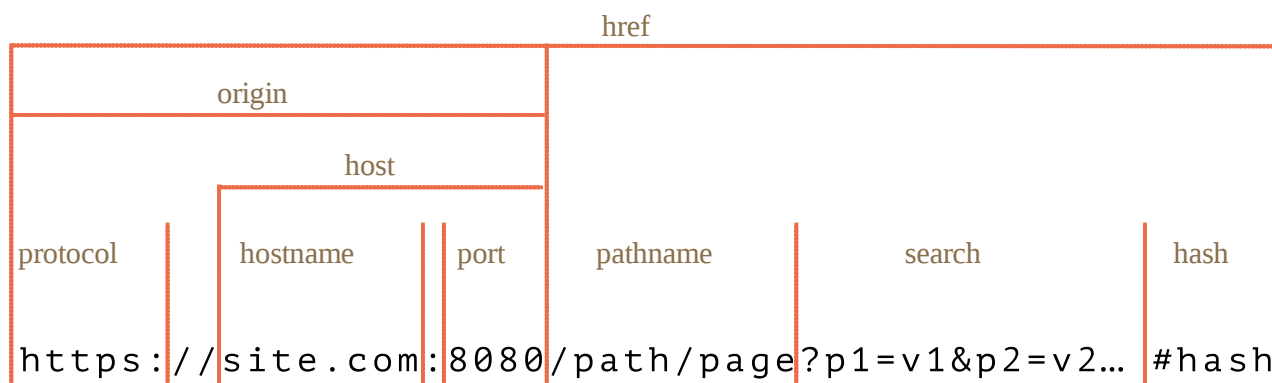 href
origin
host
protocol hostname port pathname search hash
https://site.com:8080/path/page?p1=v1&p2=v2… #hash